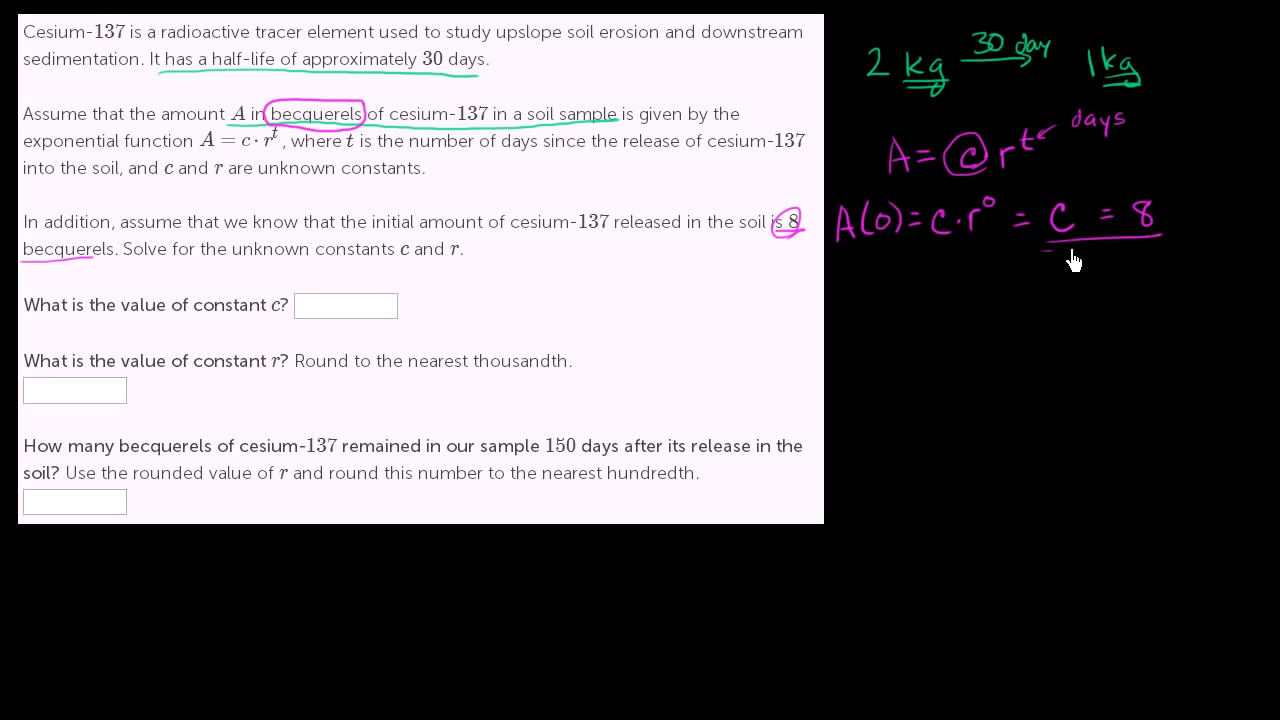 Cesium-137 is a radioactive tracer element used to study upslope soil erosion and downstream
sedimentation. It has a half-life of approximately 30 days.
Assume that the amount A in becquerels of cesium-137 in a soil sample is given by the
exponential function A = c · r^t, where t is the number of days since the release of cesium-137
into the soil, and c and r are unknown constants.
In addition, assume that we know that the initial amount of cesium-137 released in the soil is 8
becquerels. Solve for the unknown constants c and r.
What is the value of constant c?
What is the value of constant r? Round to the nearest thousandth.
How many becquerels of cesium-137 remained in our sample 150 days after its release in the
soil? Use the rounded value of r and round this number to the nearest hundredth.
2 kg 30 day 1 kg
A = c r^t days
A(0) = c · r^0 = c = 8